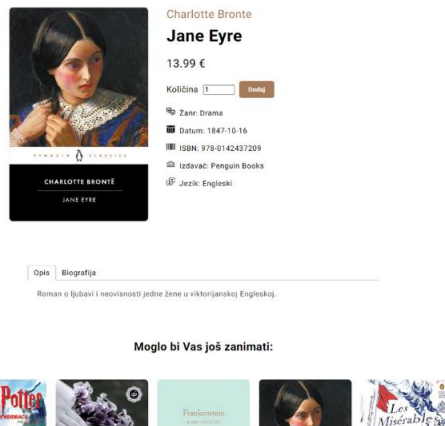 Charlotte Bronte
Jane Eyre
13.99 €
Količina 1 Dodaj
Žanr: Drama
Datum: 1847-10-16
ISBN: 978-0142437209
Izdavač: Penguin Books
Jezik: Engleski
PENGUIN CLASSICS
CHARLOTTE BRONTË
JANE EYRE
Opis Biografija
Roman o ljubavi i neovisnosti jedne žene u viktorijanskoj Engleskoj.
Moglo bi Vas još zanimati:
Potter
Frankenstein
Les
Misérables